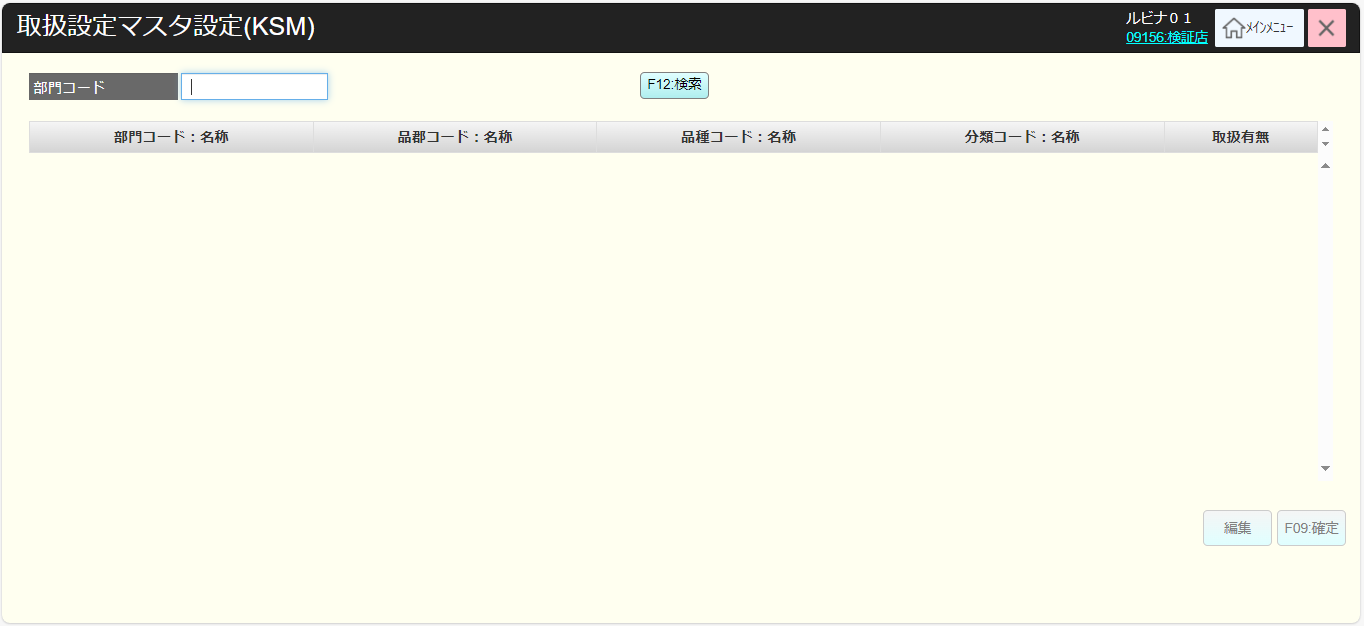 取扱設定マスタ設定(KSM)
ルビナ０１
09156:検証店
ﾒｲﾝﾒﾆｭｰ
部門コード
F12:検索
部門コード：名称 品郡コード：名称 品種コード：名称 分類コード：名称 取扱有無
編集 F09:確定